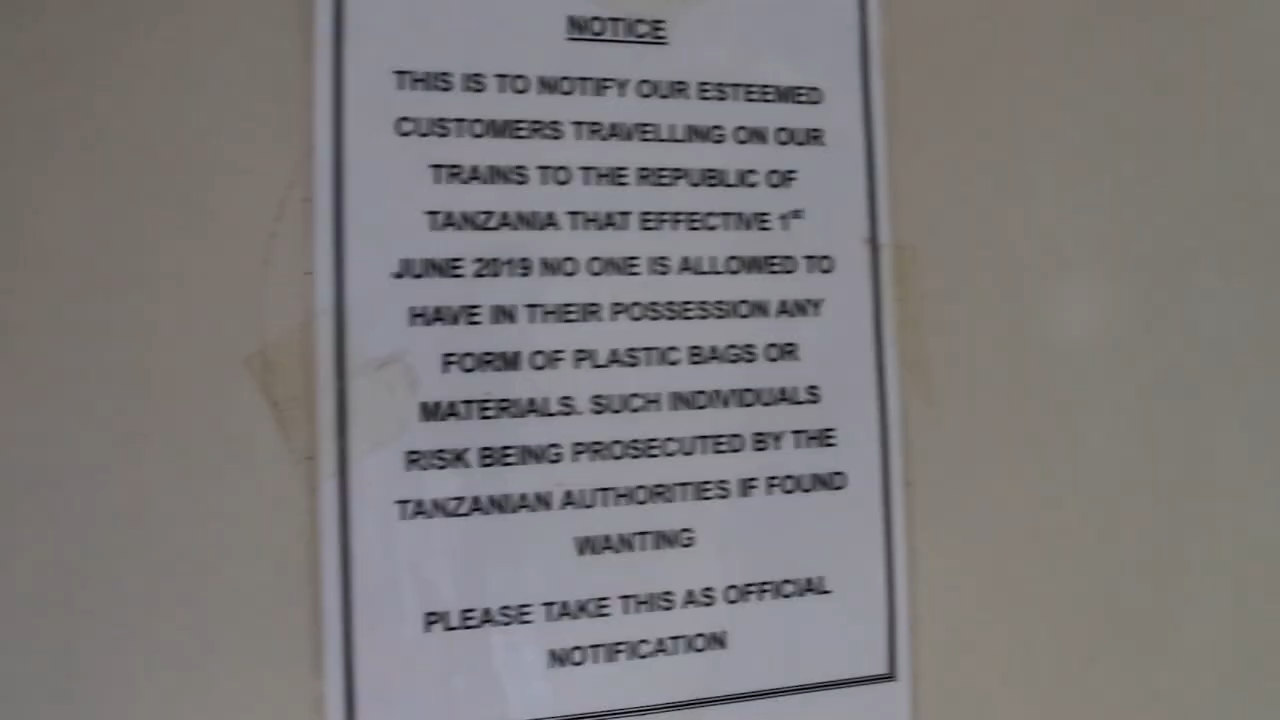 NOTICE
THIS IS TO NOTIFY OUR ESTEEMED
CUSTOMERS TRAVELLING ON OUR
TRAINS TO THE REPUBLIC OF
TANZANIA THAT EFFECTIVE 1st
JUNE 2019 NO ONE IS ALLOWED TO
HAVE IN THEIR POSSESSION ANY
FORM OF PLASTIC BAGS OR
MATERIALS. SUCH INDIVIDUALS
RISK BEING PROSECUTED BY THE
TANZANIAN AUTHORITIES IF FOUND
WANTING
PLEASE TAKE THIS AS OFFICIAL
NOTIFICATION